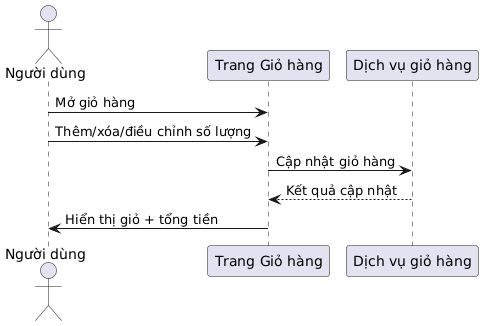 Người dùng
Trang Giỏ hàng
Dịch vụ giỏ hàng
Mở giỏ hàng
Thêm/xóa/điều chỉnh số lượng
Cập nhật giỏ hàng
Kết quả cập nhật
Hiển thị giỏ + tổng tiền
Người dùng
Trang Giỏ hàng
Dịch vụ giỏ hàng